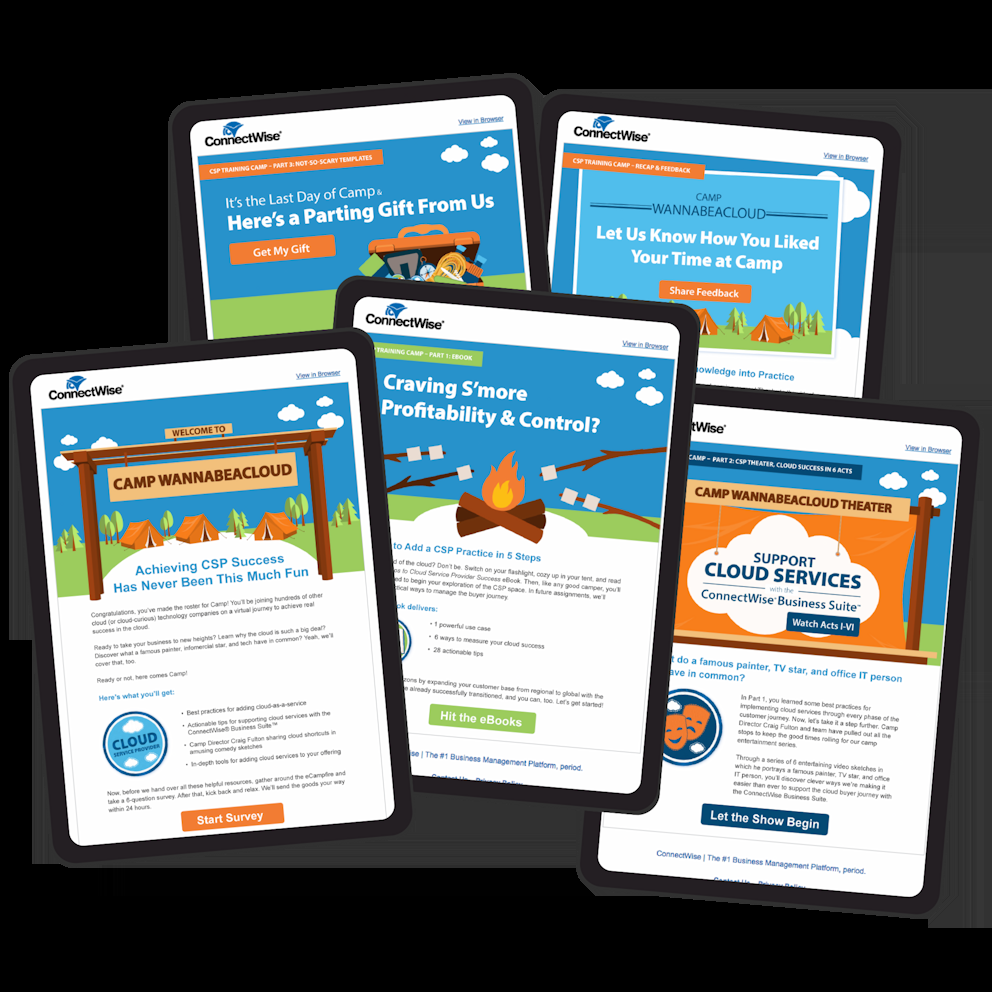 ConnectWise®
View in Browser
CSP TRAINING CAMP – PART 3: NOT-SO-SCARY TEMPLATES
It's the Last Day of Camp &
Here's a Parting Gift From Us
Get My Gift
ConnectWise®
View in Browser
CSP TRAINING CAMP – RECAP & FEEDBACK
CAMP
WANNABEACLOUD
Let Us Know How You Liked
Your Time at Camp
Share Feedback
nowledge into Practice
ConnectWise®
View in Browser
WELCOME TO
CAMP WANNABEACLOUD
Achieving CSP Success
Has Never Been This Much Fun
Congratulations, you've made the roster for Camp! You'll be joining hundreds of other
cloud (or cloud-curious) technology companies on a virtual journey to achieve real
success in the cloud.
Ready to take your business to new heights? Learn why the cloud is such a big deal?
Discover what a famous painter, infomercial star, and tech have in common? Yeah, we'll
cover that, too.
Ready or not, here comes Camp!
Here's what you'll get:
CLOUD
SERVICE PROVIDER
• Best practices for adding cloud-as-a-service
• Actionable tips for supporting cloud services with the
ConnectWise® Business Suite™
• Camp Director Craig Fulton sharing cloud shortcuts in
amusing comedy sketches
• In-depth tools for adding cloud services to your offering
Now, before we hand over all these helpful resources, gather around the eCampfire and
take a 6-question survey. After that, kick back and relax. We'll send the goods your way
within 24 hours.
Start Survey
ConnectWise®
View in Browser
TRAINING CAMP – PART 1: EBOOK
Craving S'more
Profitability & Control?
to Add a CSP Practice in 5 Steps
d of the cloud? Don't be. Switch on your flashlight, cozy up in your tent, and read
s to Cloud Service Provider Success eBook. Then, like any good camper, you'll
ed to begin your exploration of the CSP space. In future assignments, we'll
ctical ways to manage the buyer journey.
ok delivers:
• 1 powerful use case
• 6 ways to measure your cloud success
• 28 actionable tips
zons by expanding your customer base from regional to global with the
e already successfully transitioned, and you can, too. Let's get started!
Hit the eBooks
se | The #1 Business Management Platform, period.
Contact Us Privacy Policy
ctWise®
View in Browser
CAMP – PART 2: CSP THEATER, CLOUD SUCCESS IN 6 ACTS
CAMP WANNABEACLOUD THEATER
SUPPORT
CLOUD SERVICES
with the
ConnectWise® Business Suite™
Watch Acts I-VI
t do a famous painter, TV star, and office IT person
ave in common?
In Part 1, you learned some best practices for
implementing cloud services through every phase of the
customer journey. Now, let's take it a step further. Camp
Director Craig Fulton and team have pulled out all the
stops to keep the good times rolling for our camp
entertainment series.
Through a series of 6 entertaining video sketches in
which he portrays a famous painter, TV star, and office
IT person, you'll discover clever ways we're making it
easier than ever to support the cloud buyer journey with
the ConnectWise Business Suite.
Let the Show Begin
ConnectWise | The #1 Business Management Platform, period.
Contact Us Privacy Policy